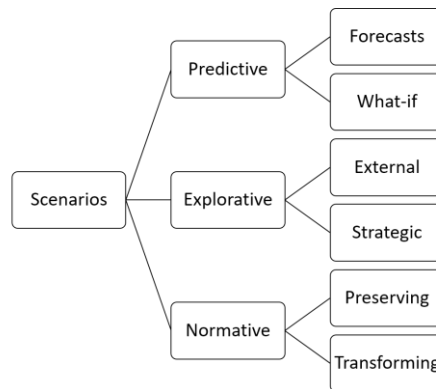 Forecasts
Predictive
What-if
External
Scenarios
Explorative
Strategic
Preserving
Normative
Transforming